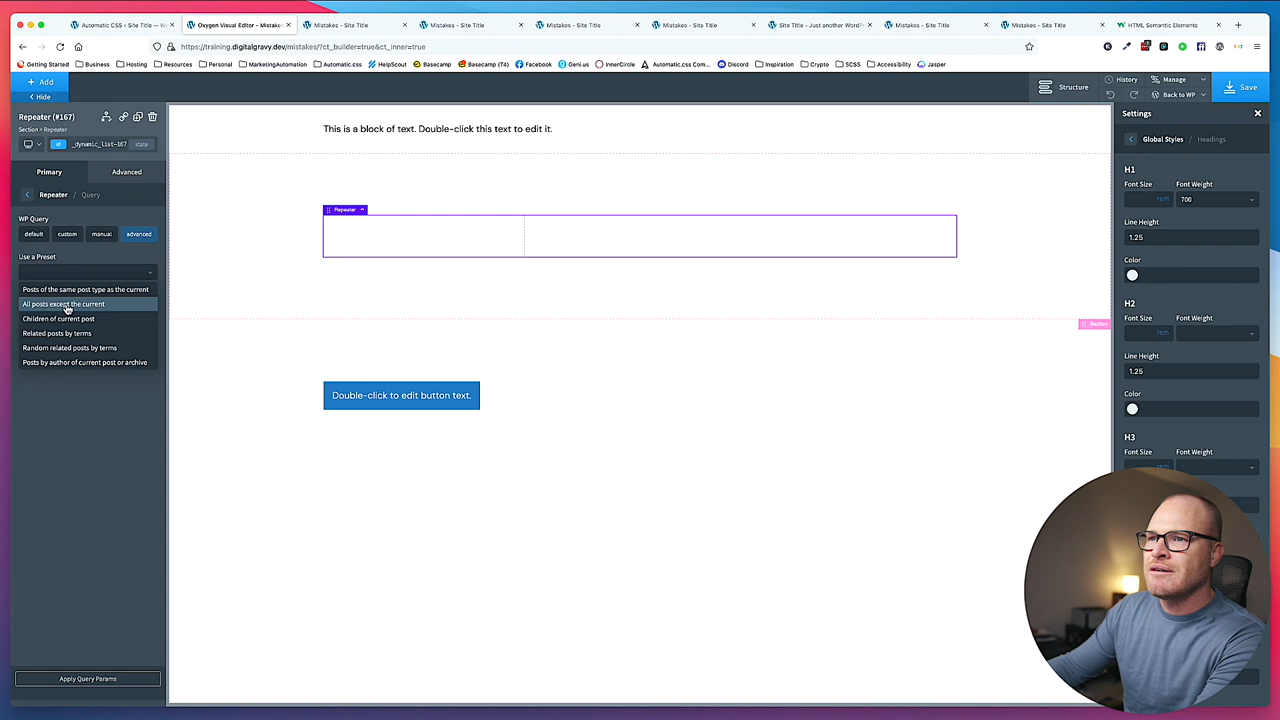 Automatic CSS ‹ Site Title — W
Oxygen Visual Editor - Mistakes
Mistakes - Site Title
Mistakes - Site Title
Mistakes - Site Title
Mistakes - Site Title
Site Title - Just another WordPr
Mistakes - Site Title
Mistakes - Site Title
HTML Semantic Elements
https://training.digitalgravy.dev/mistakes/?ct_builder=true&ct_inner=true
Getting Started
Business
Hosting
Resources
Personal
MarketingAutomation
Automatic.css
HelpScout
Basecamp
Basecamp (T4)
Facebook
Geni.us
InnerCircle
Automatic.css Com...
Discord
Inspiration
Crypto
SCSS
Accessibility
Jasper
+ Add
Hide
Structure
History
Manage
Back to WP
Save
Repeater (#167)
Section > Repeater
id
_dynamic_list-167
state
Primary
Advanced
Repeater / Query
WP Query
default
custom
manual
advanced
Use a Preset
Posts of the same post type as the current
All posts except the current
Children of current post
Related posts by terms
Random related posts by terms
Posts by author of current post or archive
Apply Query Params
This is a block of text. Double-click this text to edit it.
Repeater
Section
Double-click to edit button text.
Settings
Global Styles / Headings
H1
Font Size
Font Weight
rem
700
Line Height
1.25
Color
H2
Font Size
Font Weight
rem
Line Height
1.25
Color
H3
Font Size
Font Weight